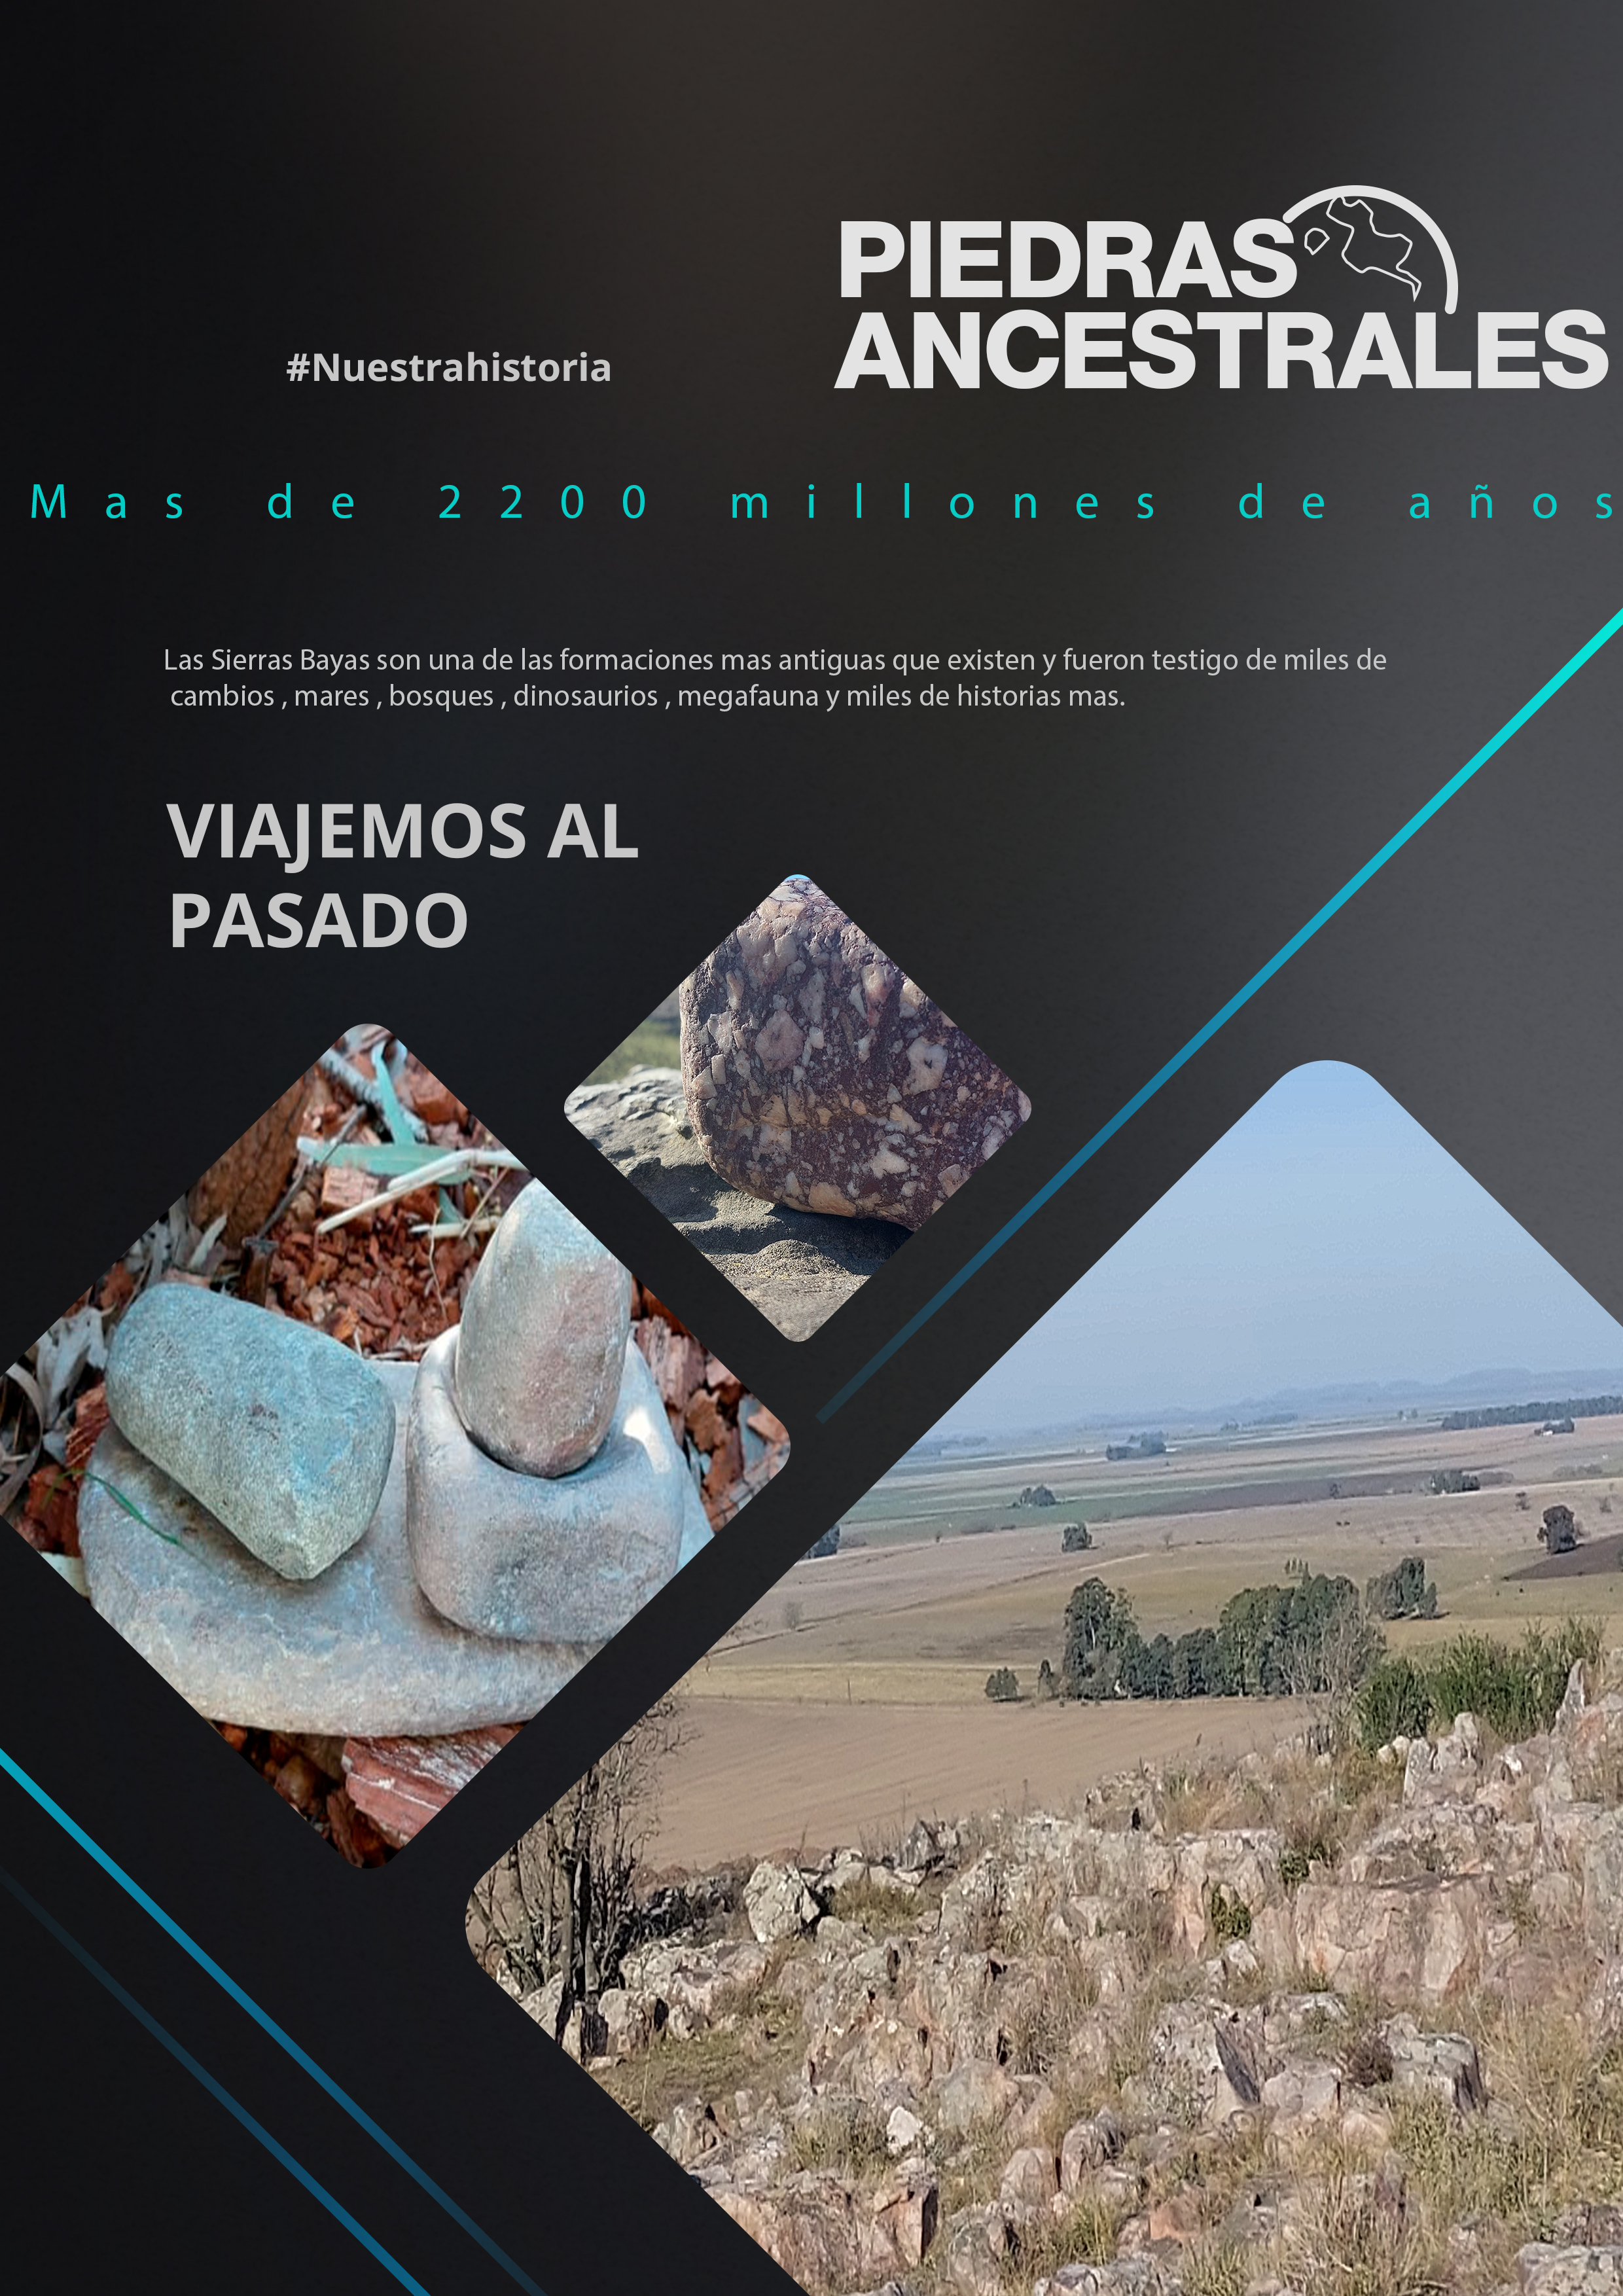 PIEDRAS
ANCESTRALES
#Nuestrahistoria
Mas de 2200 millones de años
Las Sierras Bayas son una de las formaciones mas antiguas que existen y fueron testigo de miles de
cambios , mares , bosques , dinosaurios , megafauna y miles de historias mas.
VIAJEMOS AL
PASADO